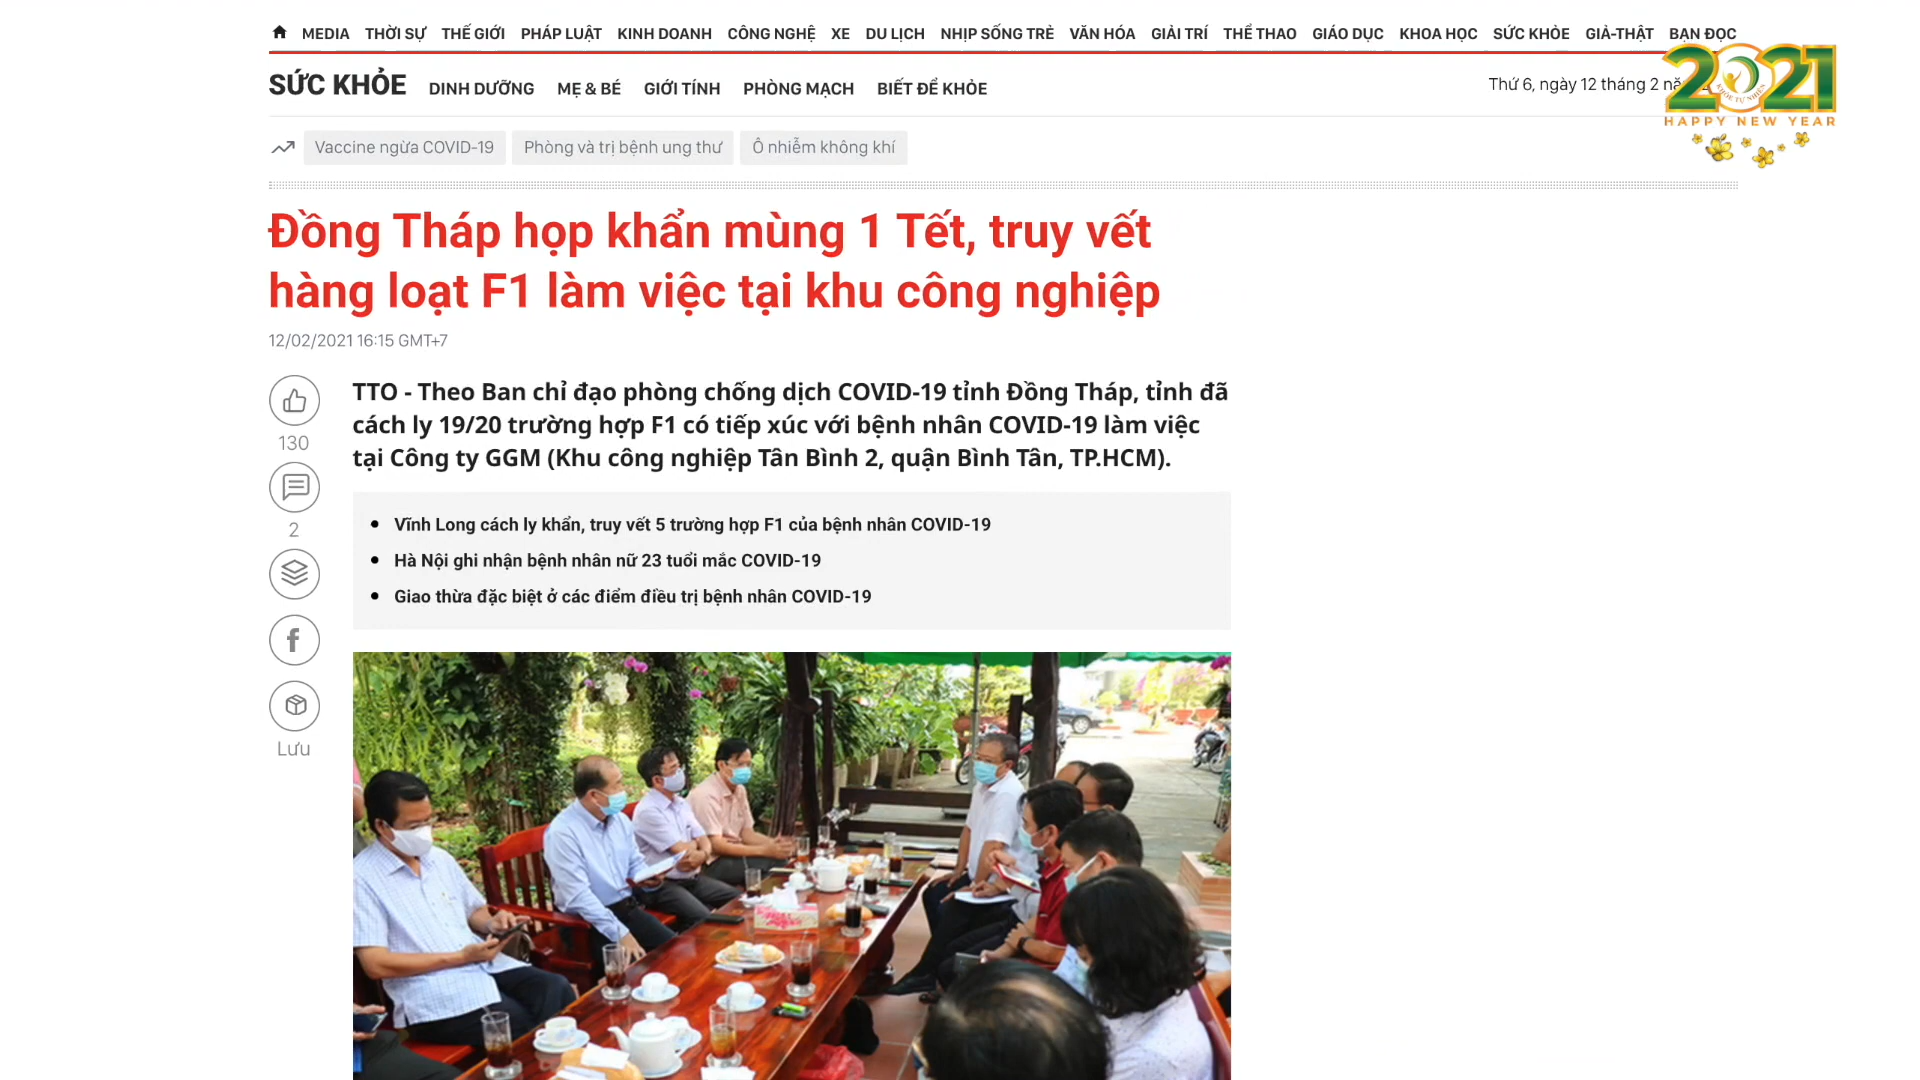 MEDIA THỜI SỰ THẾ GIỚI PHÁP LUẬT KINH DOANH CÔNG NGHỆ XE DU LỊCH NHỊP SỐNG TRẺ VĂN HÓA GIẢI TRÍ THỂ THAO GIÁO DỤC KHOA HỌC SỨC KHỎE GIẢ-THẬT BẠN ĐỌC
SỨC KHỎE DINH DƯỠNG MẸ & BÉ GIỚI TÍNH PHÒNG MẠCH BIẾT ĐỂ KHỎE
Thứ 6, ngày 12 tháng 2
2021
KHỎE TỰ NHIÊN
HAPPY NEW YEAR
Vaccine ngừa COVID-19 Phòng và trị bệnh ung thư Ô nhiễm không khí
Đồng Tháp họp khẩn mùng 1 Tết, truy vết
hàng loạt F1 làm việc tại khu công nghiệp
12/02/2021 16:15 GMT+7
TTO - Theo Ban chỉ đạo phòng chống dịch COVID-19 tỉnh Đồng Tháp, tỉnh đã
cách ly 19/20 trường hợp F1 có tiếp xúc với bệnh nhân COVID-19 làm việc
tại Công ty GGM (Khu công nghiệp Tân Bình 2, quận Bình Tân, TP.HCM).
130
2
Lưu
Vĩnh Long cách ly khẩn, truy vết 5 trường hợp F1 của bệnh nhân COVID-19
Hà Nội ghi nhận bệnh nhân nữ 23 tuổi mắc COVID-19
Giao thừa đặc biệt ở các điểm điều trị bệnh nhân COVID-19